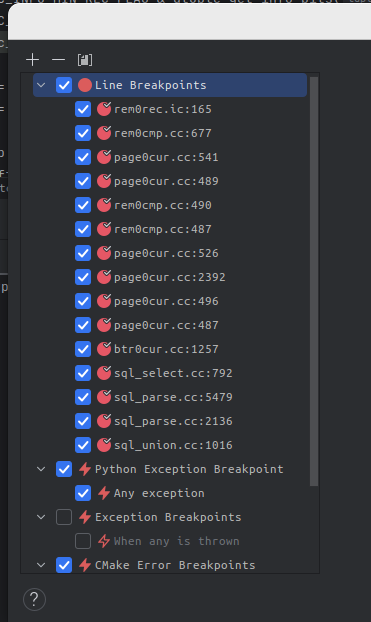 Line Breakpoints
rem0rec.ic:165
rem0cmp.cc:677
page0cur.cc:541
page0cur.cc:489
rem0cmp.cc:490
rem0cmp.cc:487
page0cur.cc:526
page0cur.cc:2392
page0cur.cc:496
page0cur.cc:487
btr0cur.cc:1257
sql_select.cc:792
sql_parse.cc:5479
sql_parse.cc:2136
sql_union.cc:1016
Python Exception Breakpoint
Any exception
Exception Breakpoints
When any is thrown
CMake Error Breakpoints
?